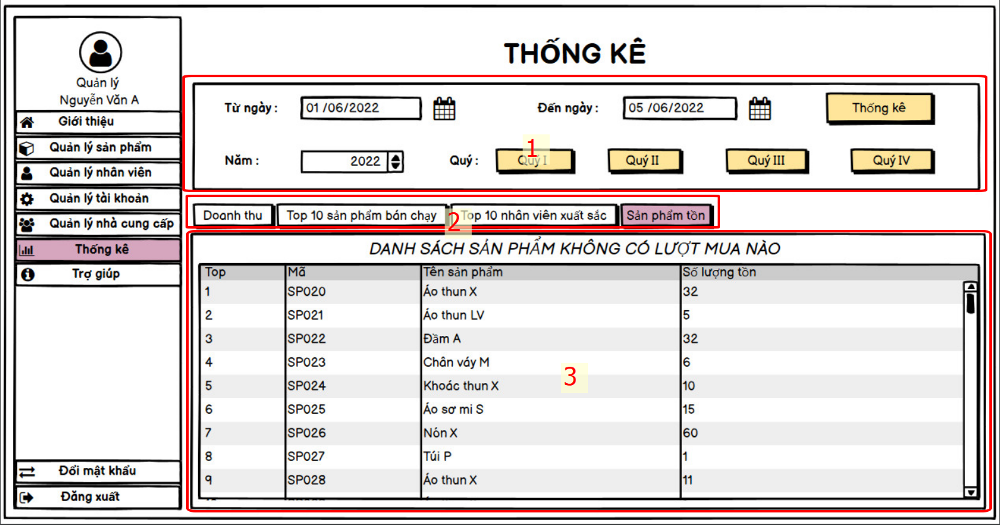 Quản lý
Nguyễn Văn A
Giới thiệu
Quản lý sản phẩm
Quản lý nhân viên
Quản lý tài khoản
Quản lý nhà cung cấp
Thống kê
Trợ giúp
Đổi mật khẩu
Đăng xuất
THỐNG KÊ
Từ ngày : 01 /06/2022 Đến ngày : 05 /06/2022 Thống kê
Năm : 2022 Quý : Quý I Quý II Quý III Quý IV
1
Doanh thu Top 10 sản phẩm bán chạy Top 10 nhân viên xuất sắc Sản phẩm tồn
2
DANH SÁCH SẢN PHẨM KHÔNG CÓ LƯỢT MUA NÀO
Top Mã Tên sản phẩm Số lượng tồn
1 SP020 Áo thun X 32
2 SP021 Áo thun LV 5
3 SP022 Đầm A 32
4 SP023 Chân váy M 6
5 SP024 Khoác thun X 10
6 SP025 Áo sơ mi S 15
7 SP026 Nón X 60
8 SP027 Túi P 1
9 SP028 Áo thun X 11
3